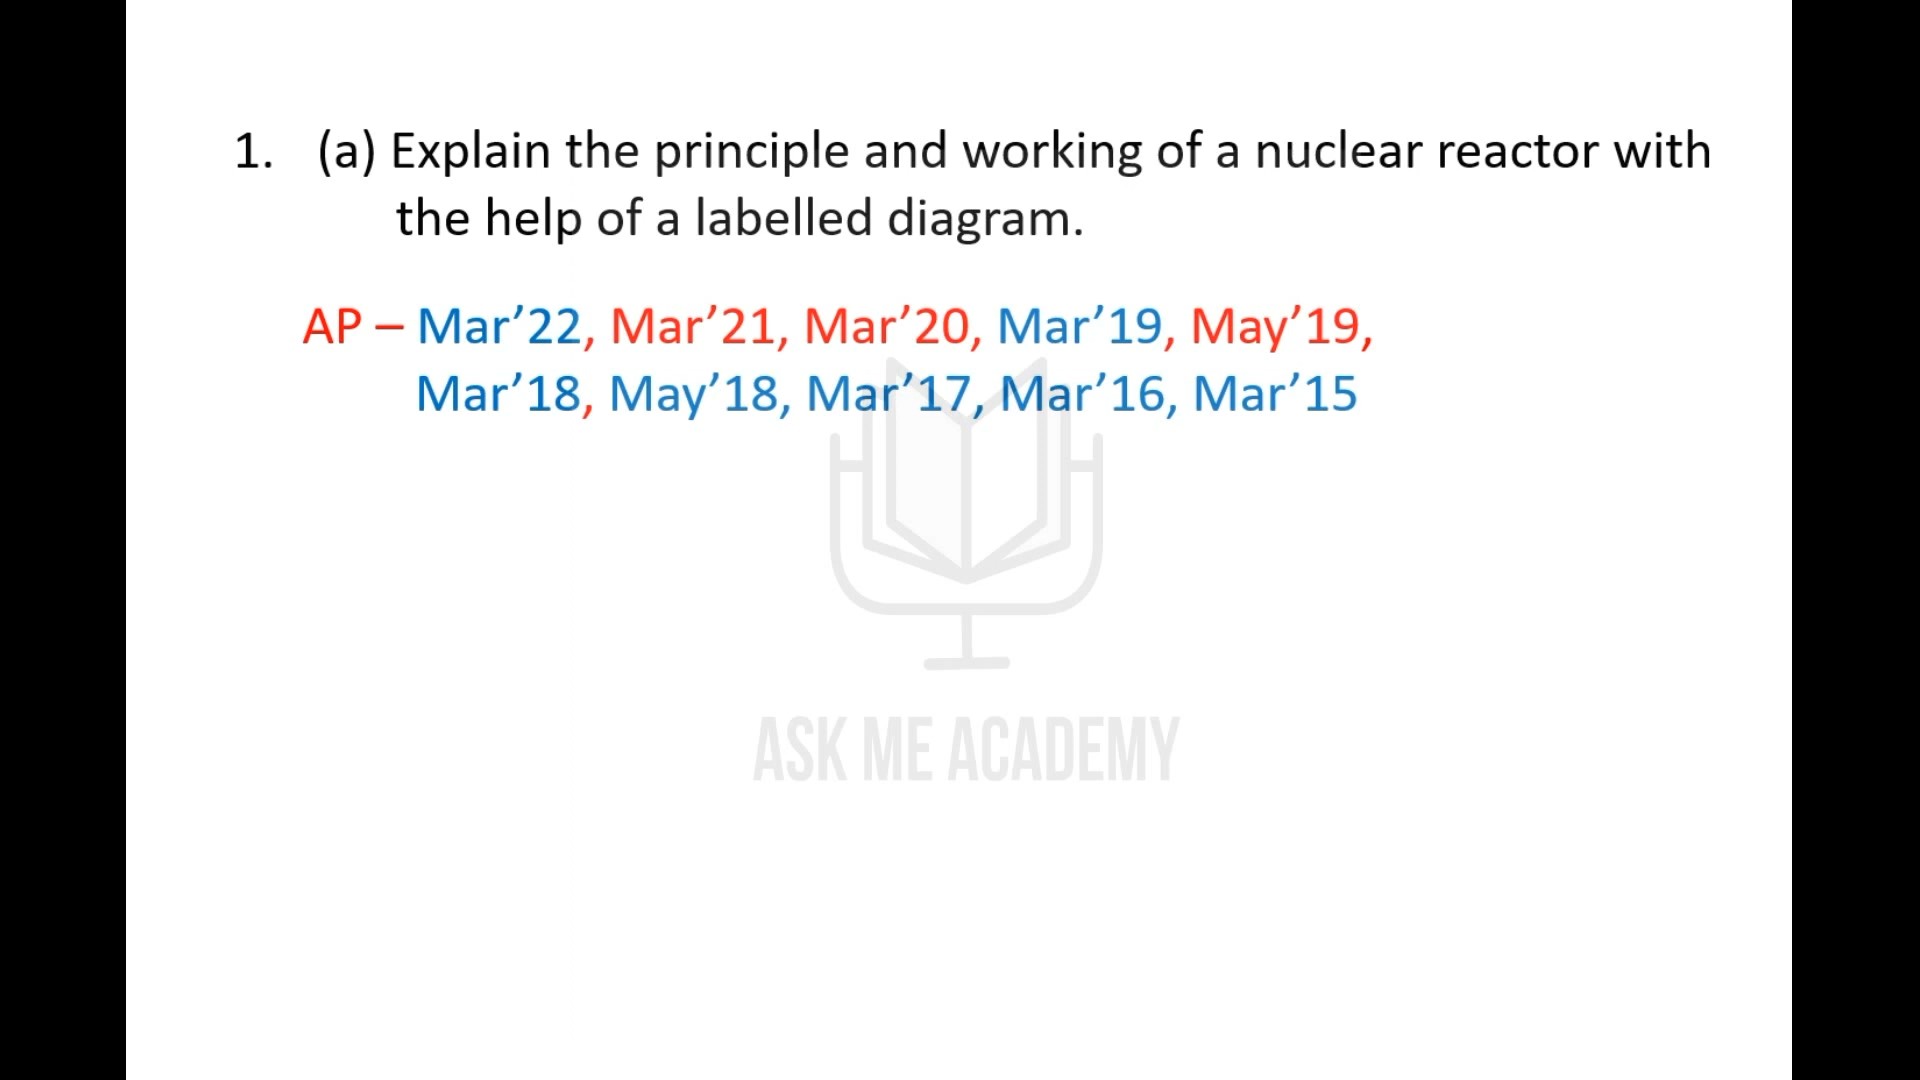 1. (a) Explain the principle and working of a nuclear reactor with
the help of a labelled diagram.
AP – Mar’22, Mar’21, Mar’20, Mar’19, May’19,
Mar’18, May’18, Mar’17, Mar’16, Mar’15
ASK ME ACADEMY